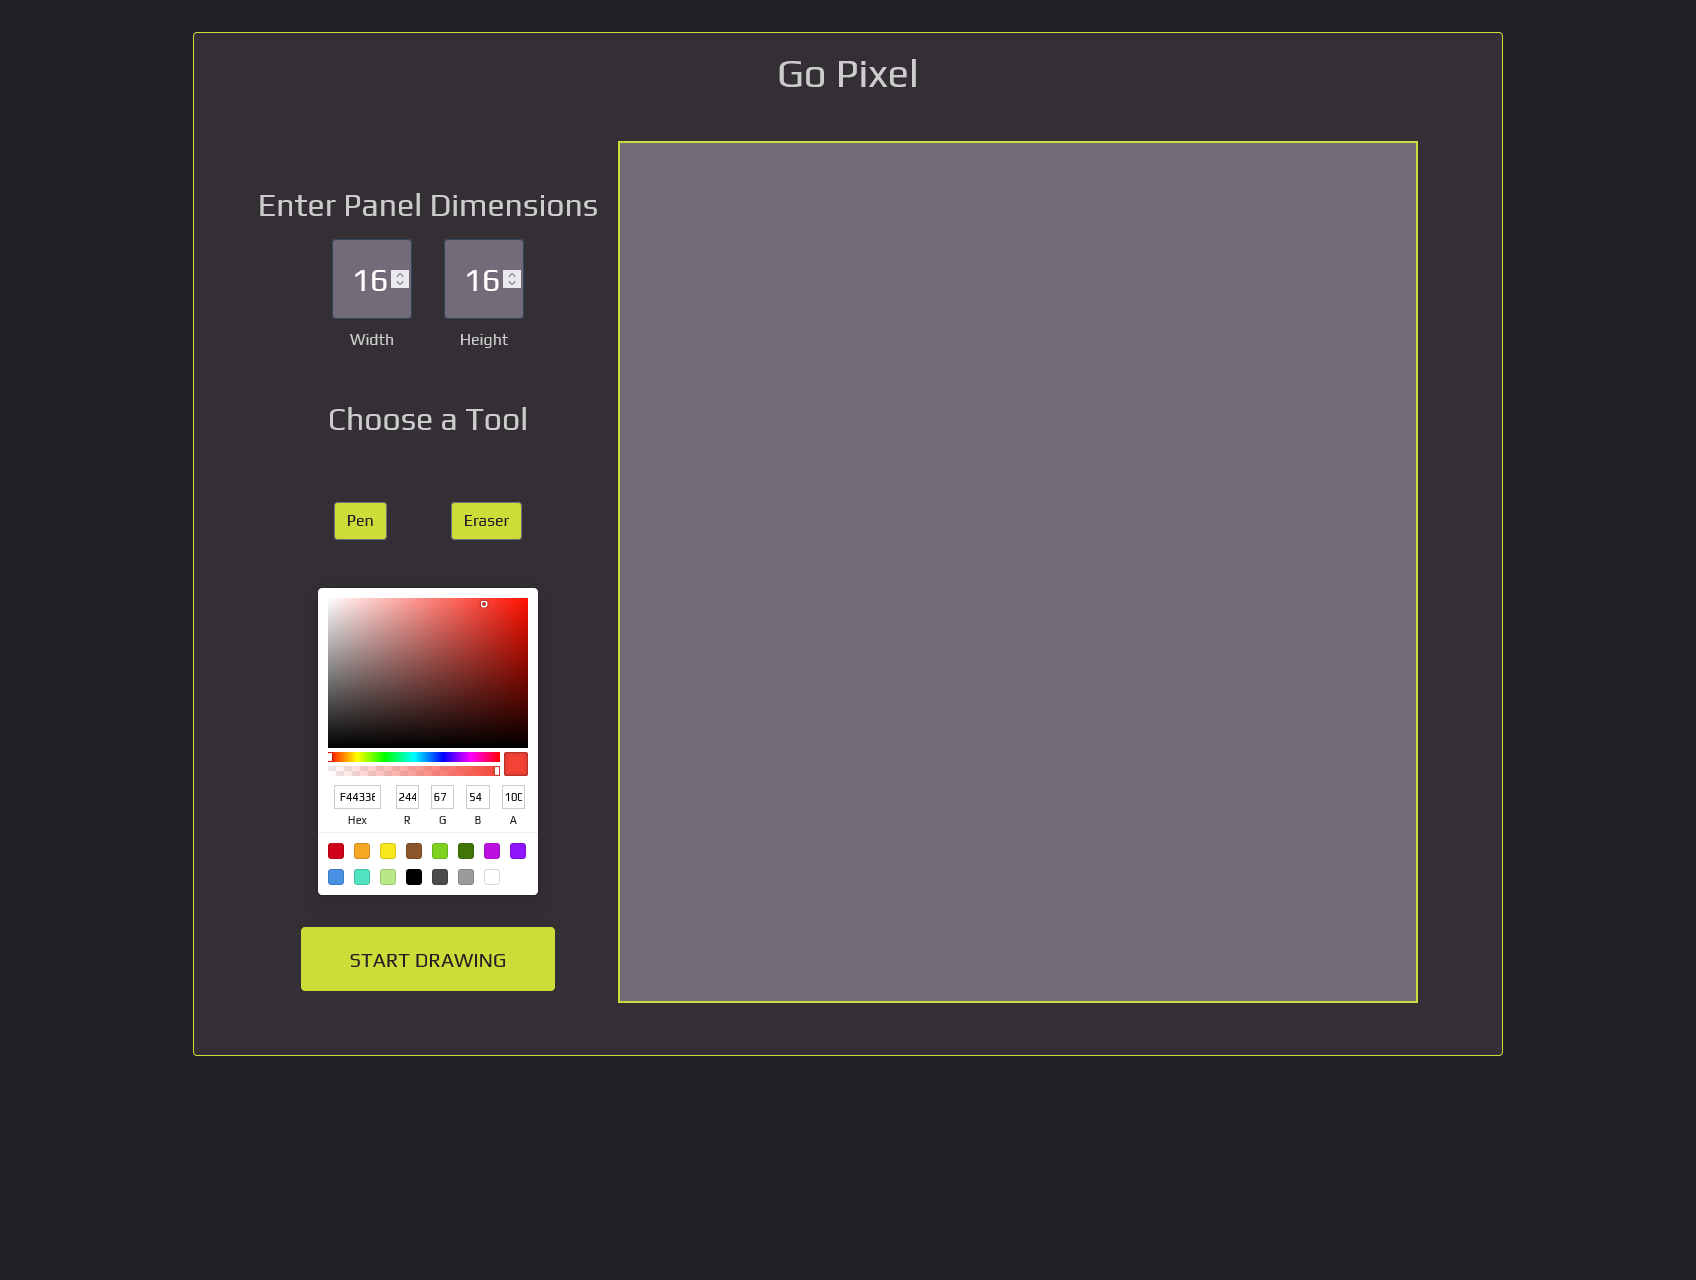 Go Pixel
Enter Panel Dimensions
16 16
Width Height
Choose a Tool
Pen Eraser
F44336 244 67 54 100
Hex R G B A
START DRAWING